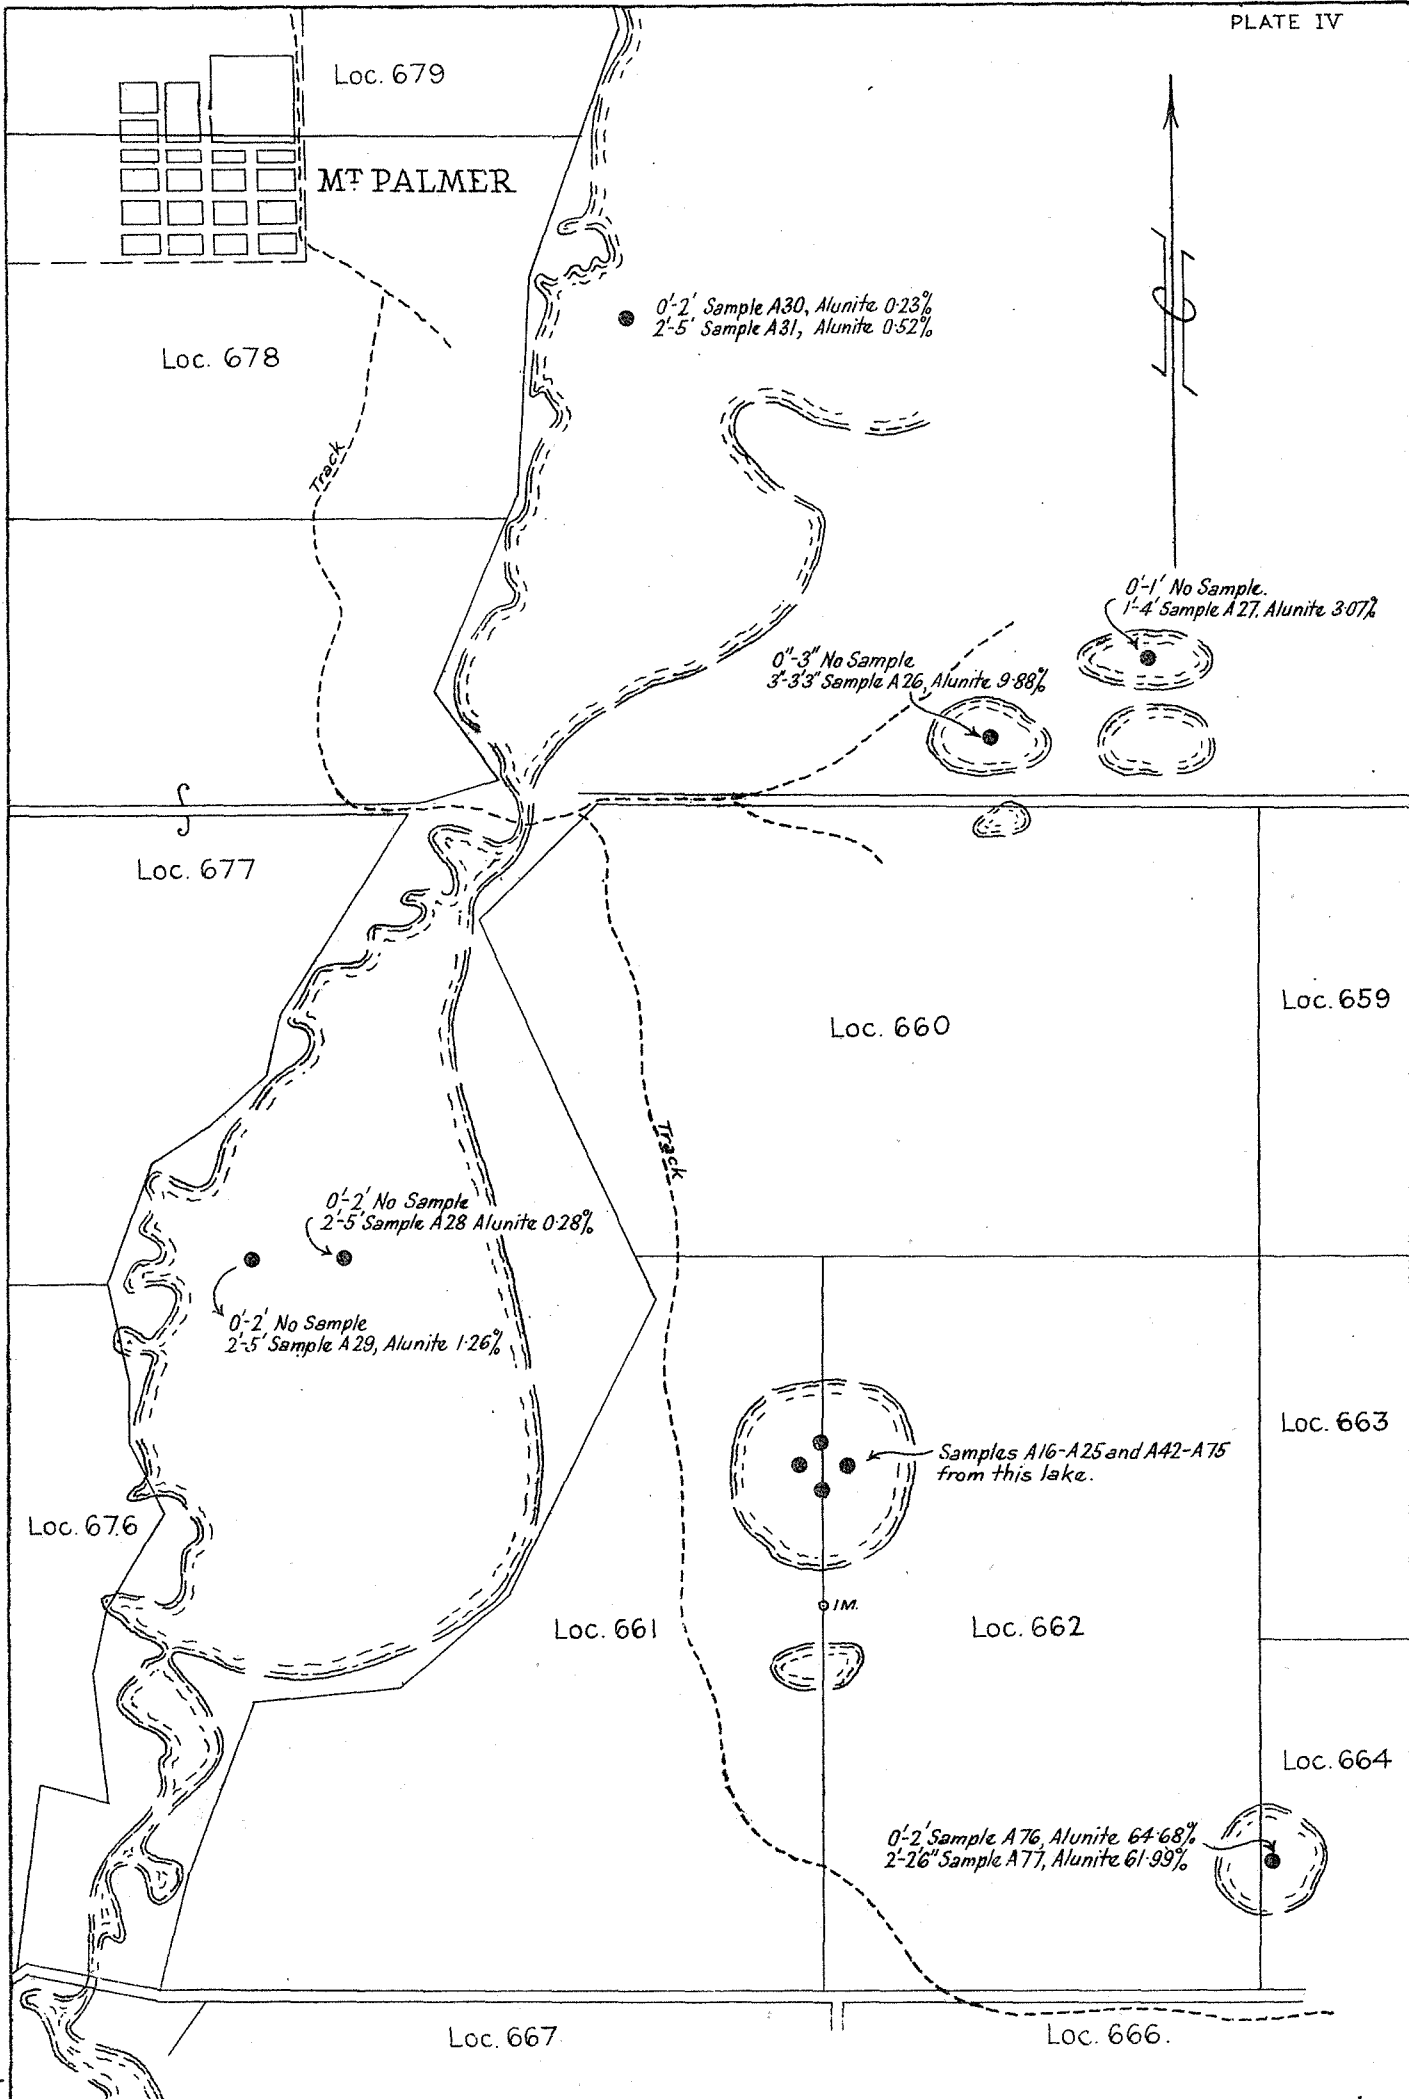 PLATE IV
Loc. 679
MT PALMER
0'-2' Sample A30, Alunite 0·23%
2'-5' Sample A31, Alunite 0·52%
Loc. 678
Track
0'-1' No Sample.
1'-4' Sample A27. Alunite 3·07%
0"-3" No Sample
3"-3'3" Sample A26, Alunite 9·88%
Loc. 677
Loc. 659
Loc. 660
Track
0'-2' No Sample
2'-5' Sample A28 Alunite 0·28%
0'-2' No Sample
2'-5' Sample A29, Alunite 1·26%
Loc. 663
Samples A16-A25 and A42-A75
from this lake.
Loc. 676
1M.
Loc. 661
Loc. 662
Loc. 664
0'-2' Sample A76, Alunite 64·68%
2'-2'6" Sample A77, Alunite 61·99%
Loc. 667
Loc. 666.